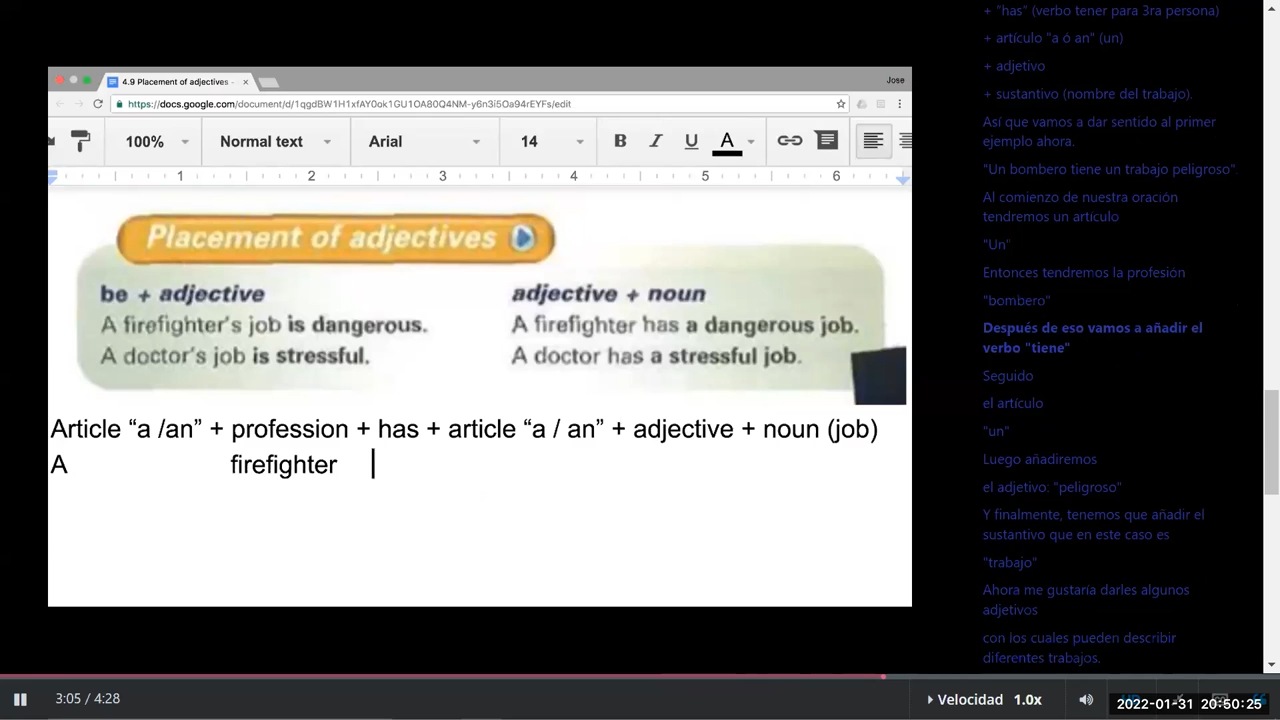 4.9 Placement of adjectives -
Jose
https://docs.google.com/document/d/1qgdBW1H1xfAY0ok1GU1OA80Q4NM-y6n3i5Oa94rEYFs/edit
100% Normal text Arial 14 B I U A
1 2 3 4 5 6
Placement of adjectives
be + adjective
A firefighter's job is dangerous.
A doctor's job is stressful.
adjective + noun
A firefighter has a dangerous job.
A doctor has a stressful job.
Article “a /an” + profession + has + article “a / an” + adjective + noun (job)
A firefighter
+ "has" (verbo tener para 3ra persona)
+ artículo "a ó an" (un)
+ adjetivo
+ sustantivo (nombre del trabajo).
Así que vamos a dar sentido al primer
ejemplo ahora.
"Un bombero tiene un trabajo peligroso".
Al comienzo de nuestra oración
tendremos un artículo
"Un"
Entonces tendremos la profesión
"bombero"
Después de eso vamos a añadir el
verbo "tiene"
Seguido
el artículo
"un"
Luego añadiremos
el adjetivo: "peligroso"
Y finalmente, tenemos que añadir el
sustantivo que en este caso es
"trabajo"
Ahora me gustaría darles algunos
adjetivos
con los cuales pueden describir
diferentes trabajos.
3:05 / 4:28
Velocidad 1.0x
2022-01-31 20:50:25